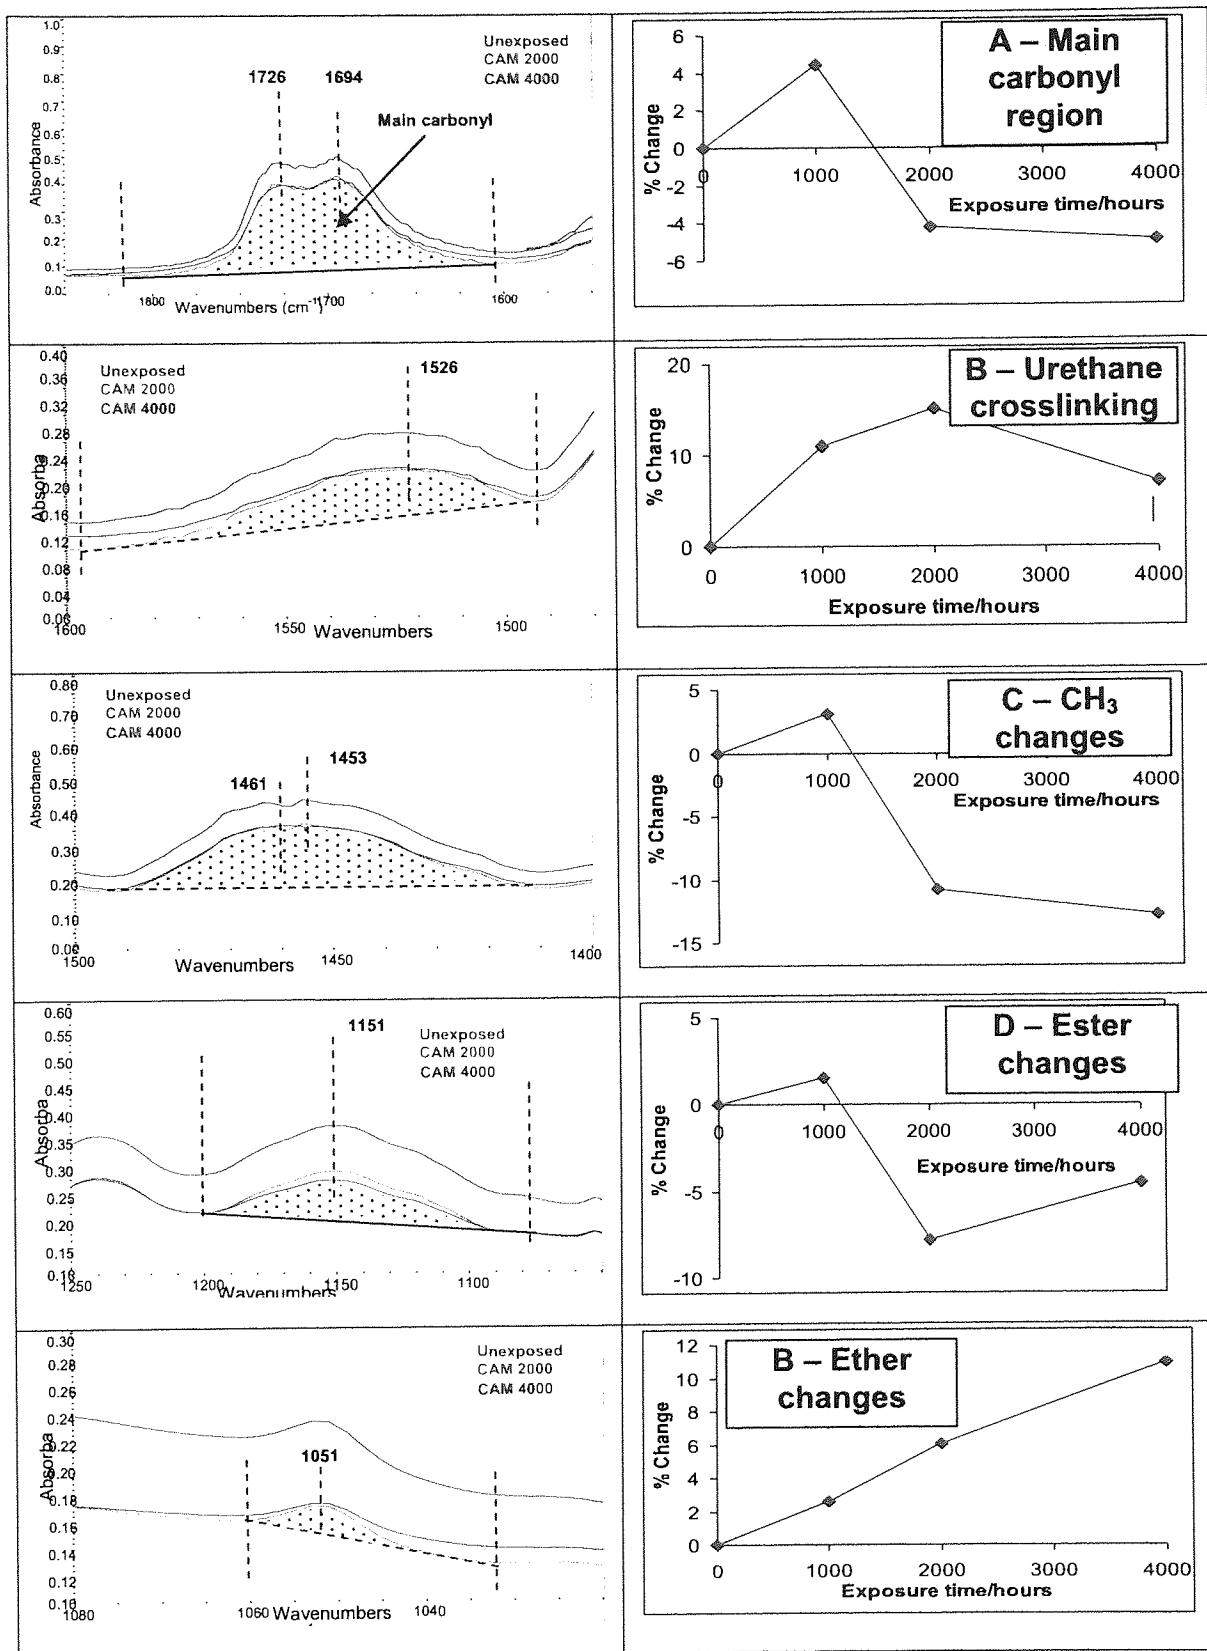 1.0
0.9
0.8
0.7
0.6
0.5
0.4
0.3
0.2
0.1
0.0
Absorbance
Unexposed
CAM 2000
CAM 4000
1726
1694
Main carbonyl
1800
1700
1600
Wavenumbers (cm⁻¹)
6
4
2
0
-2
-4
-6
% Change
0
1000
2000
3000
4000
Exposure time/hours
A – Main
carbonyl
region
0.40
0.36
0.32
0.28
0.24
0.20
0.16
0.12
0.08
0.06
Absorba
Unexposed
CAM 2000
CAM 4000
1526
1600
1550
1500
Wavenumbers
20
10
0
% Change
0
1000
2000
3000
4000
Exposure time/hours
B – Urethane
crosslinking
0.80
0.70
0.60
0.50
0.40
0.30
0.20
0.10
0.00
Absorbance
Unexposed
CAM 2000
CAM 4000
1461
1453
1500
1450
1400
Wavenumbers
5
0
-5
-10
-15
% Change
0
1000
2000
3000
4000
Exposure time/hours
C – CH₃
changes
0.60
0.55
0.50
0.45
0.40
0.35
0.30
0.25
0.20
0.15
0.10
Absorba
Unexposed
CAM 2000
CAM 4000
1151
1250
1200
1150
1100
Wavenumbers
5
0
-5
-10
% Change
0
1000
2000
3000
4000
Exposure time/hours
D – Ester
changes
0.30
0.28
0.26
0.24
0.22
0.20
0.18
0.16
0.14
0.12
0.10
Absorba
Unexposed
CAM 2000
CAM 4000
1051
1080
1060
1040
Wavenumbers
12
10
8
6
4
2
0
% Change
0
1000
2000
3000
4000
Exposure time/hours
B – Ether
changes